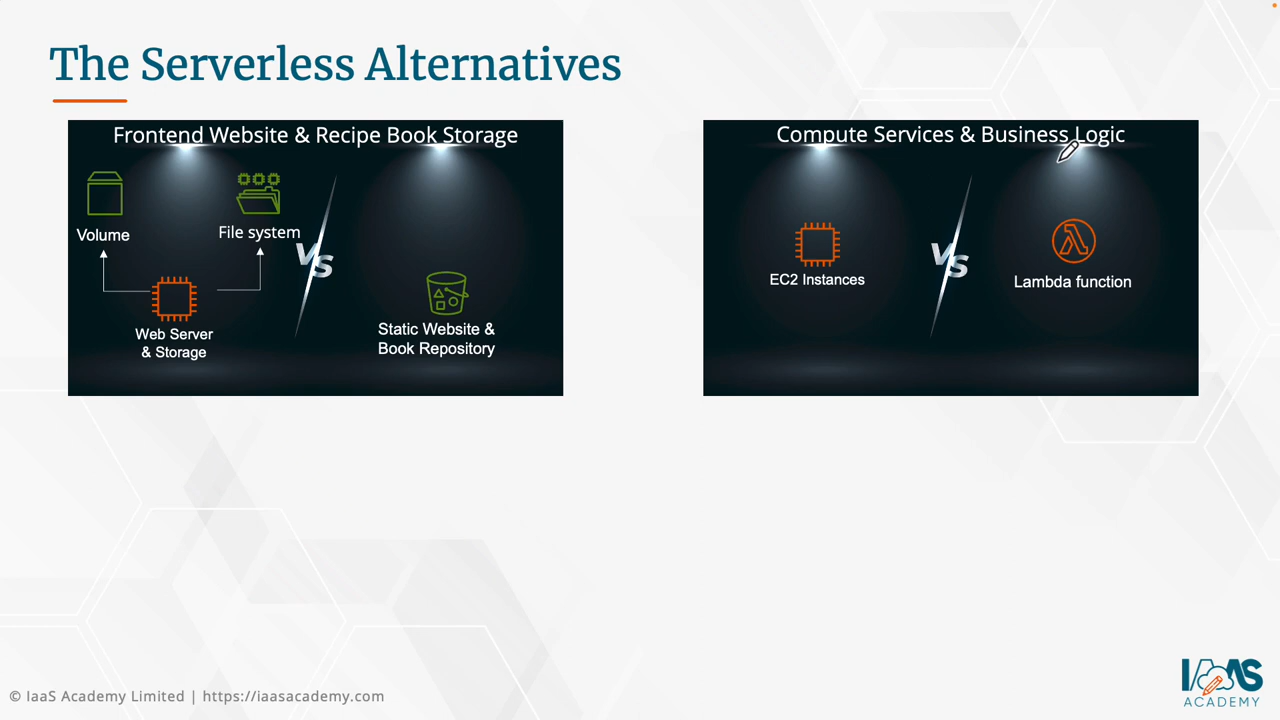 The Serverless Alternatives
Frontend Website & Recipe Book Storage
Volume
File system
VS
Web Server
& Storage
Static Website &
Book Repository
Compute Services & Business Logic
EC2 Instances
VS
Lambda function
© IaaS Academy Limited | https://iaasacademy.com
IAAS
ACADEMY